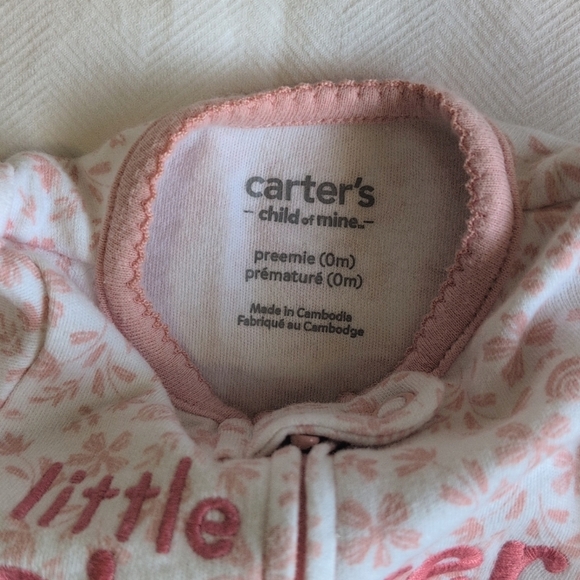 carter's
child of mine
preemie (0m)
prématuré (0m)
Made in Cambodia
Fabriqué au Cambodge
little